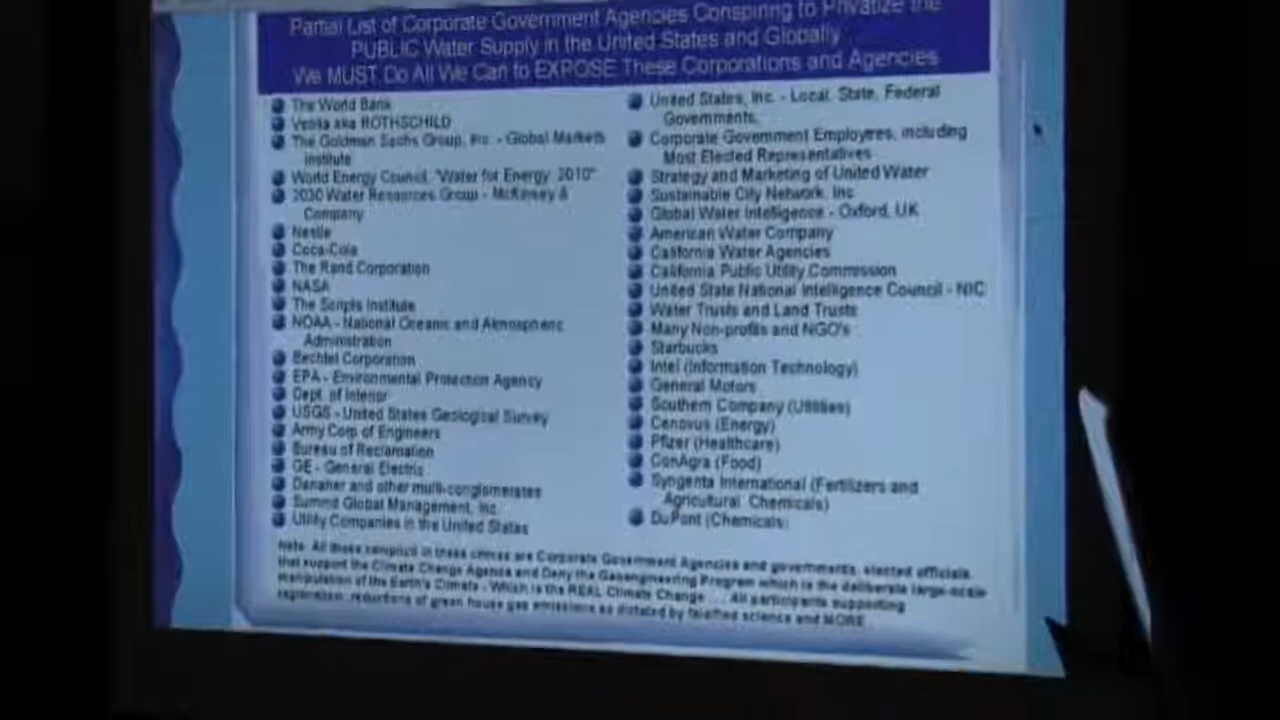 Partial List of Corporate Government Agencies Conspiring to Privatize the
PUBLIC Water Supply in the United States and Globally
We MUST Do All We Can to EXPOSE These Corporations and Agencies
The World Bank
Veolia aka ROTHSCHILD
The Goldman Sachs Group, Inc. - Global Markets
Institute
World Energy Council, "Water for Energy 2010"
2030 Water Resources Group - McKinsey &
Company
Nestle
Coca-Cola
The Rand Corporation
NASA
The Scripts Institute
NOAA - National Oceanic and Atmospheric
Administration
Bechtel Corporation
EPA - Environmental Protection Agency
Dept. of Interior
USGS - United States Geological Survey
Army Corp of Engineers
Bureau of Reclamation
GE - General Electric
Danaher and other multi-conglomerates
Summit Global Management, Inc.
Utility Companies in the United States
United States, Inc. - Local, State, Federal
Governments,
Corporate Government Employees, including
Most Elected Representatives
Strategy and Marketing of United Water
Sustainable City Network, Inc
Global Water Intelligence - Oxford, UK
American Water Company
California Water Agencies
California Public Utility Commission
United State National Intelligence Council - NIC
Water Trusts and Land Trusts
Many Non-profits and NGO's
Starbucks
Intel (Information Technology)
General Motors
Southern Company (Utilities)
Cenovus (Energy)
Pfizer (Healthcare)
ConAgra (Food)
Syngenta International (Fertilizers and
Agricultural Chemicals)
DuPont (Chemicals)
Note: All those complicit in these crimes are Corporate Government Agencies and governments, elected officials,
that support the Climate Change Agenda and Deny the Geoengineering Program which is the deliberate large-scale
manipulation of the Earth's Climate - Which is the REAL Climate Change All participants supporting
reductions of green house gas emissions as dictated by falsified science and MORE